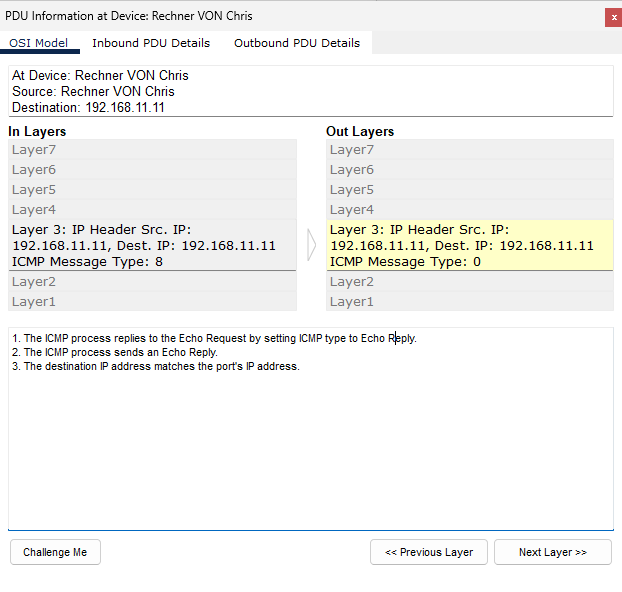 PDU Information at Device: Rechner VON Chris
x
OSI Model Inbound PDU Details Outbound PDU Details
At Device: Rechner VON Chris
Source: Rechner VON Chris
Destination: 192.168.11.11
In Layers
Layer7
Layer6
Layer5
Layer4
Layer 3: IP Header Src. IP:
192.168.11.11, Dest. IP: 192.168.11.11
ICMP Message Type: 8
Layer2
Layer1
Out Layers
Layer7
Layer6
Layer5
Layer4
Layer 3: IP Header Src. IP:
192.168.11.11, Dest. IP: 192.168.11.11
ICMP Message Type: 0
Layer2
Layer1
1. The ICMP process replies to the Echo Request by setting ICMP type to Echo Reply.
2. The ICMP process sends an Echo Reply.
3. The destination IP address matches the port's IP address.
Challenge Me << Previous Layer Next Layer >>